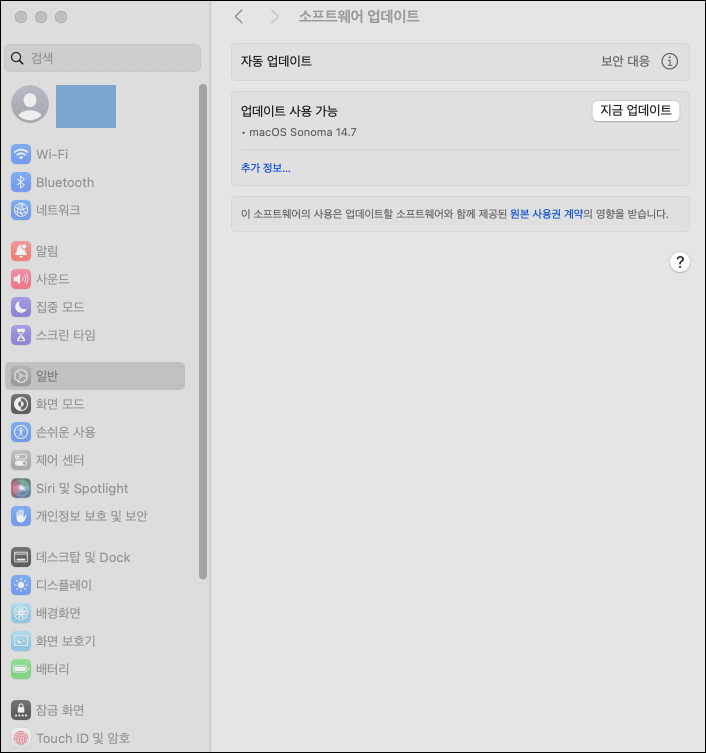 소프트웨어 업데이트
검색
Wi-Fi
Bluetooth
네트워크
알림
사운드
집중 모드
스크린 타임
일반
화면 모드
손쉬운 사용
제어 센터
Siri 및 Spotlight
개인정보 보호 및 보안
데스크탑 및 Dock
디스플레이
배경화면
화면 보호기
배터리
잠금 화면
Touch ID 및 암호
자동 업데이트 보안 대응
업데이트 사용 가능 지금 업데이트
• macOS Sonoma 14.7
추가 정보...
이 소프트웨어의 사용은 업데이트할 소프트웨어와 함께 제공된 원본 사용권 계약의 영향을 받습니다.
?